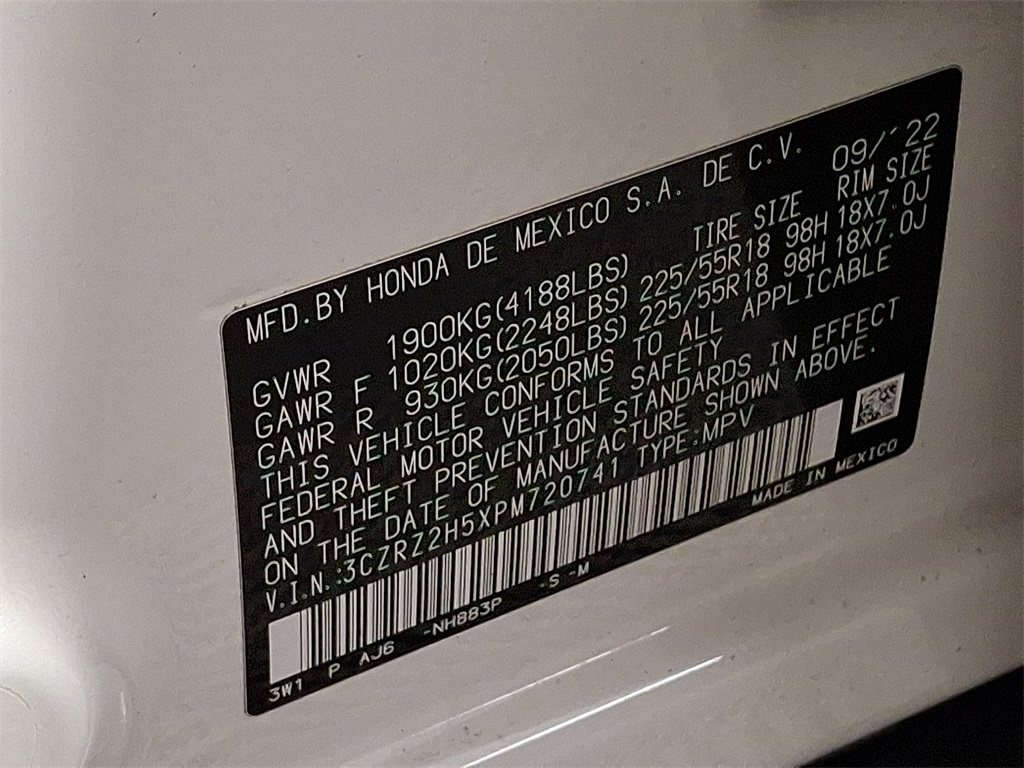 MFD.BY HONDA DE MEXICO S.A. DE C.V. 09/'22
TIRE SIZE RIM SIZE
GVWR 1900KG(4188LBS)
GAWR F 1020KG(2248LBS) 225/55R18 98H 18X7.0J
GAWR R 930KG(2050LBS) 225/55R18 98H 18X7.0J
THIS VEHICLE CONFORMS TO ALL APPLICABLE
FEDERAL MOTOR VEHICLE SAFETY
AND THEFT PREVENTION STANDARDS IN EFFECT
ON THE DATE OF MANUFACTURE SHOWN ABOVE.
V.I.N.:3CZRZ2H5XPM720741 TYPE:MPV
MADE IN MEXICO
3W1 P AJ6 -NH883P -S -M